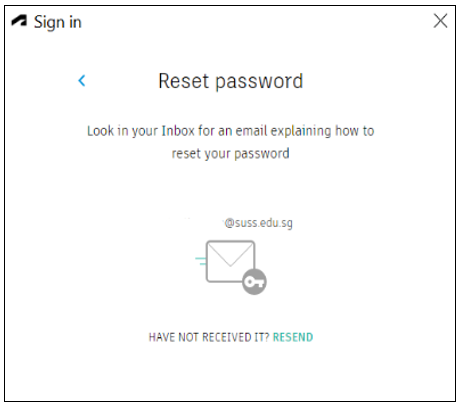 Sign in
Reset password
Look in your Inbox for an email explaining how to
reset your password
@suss.edu.sg
HAVE NOT RECEIVED IT? RESEND